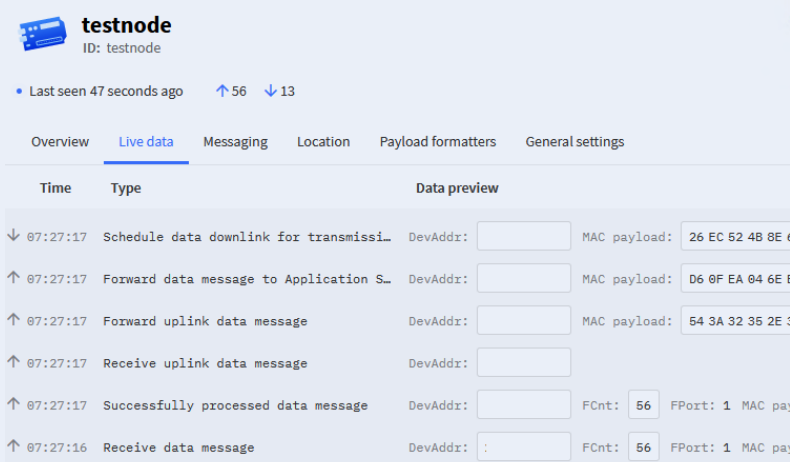 testnode
ID: testnode
Last seen 47 seconds ago ↑ 56 ↓ 13
Overview Live data Messaging Location Payload formatters General settings
Time Type Data preview
↓ 07:27:17 Schedule data downlink for transmissi… DevAddr: MAC payload: 26 EC 52 4B 8E
↑ 07:27:17 Forward data message to Application S… DevAddr: MAC payload: D6 0F EA 04 6E
↑ 07:27:17 Forward uplink data message DevAddr: MAC payload: 54 3A 32 35 2E
↑ 07:27:17 Receive uplink data message DevAddr:
↑ 07:27:17 Successfully processed data message DevAddr: FCnt: 56 FPort: 1 MAC pay
↑ 07:27:16 Receive data message DevAddr: FCnt: 56 FPort: 1 MAC pay